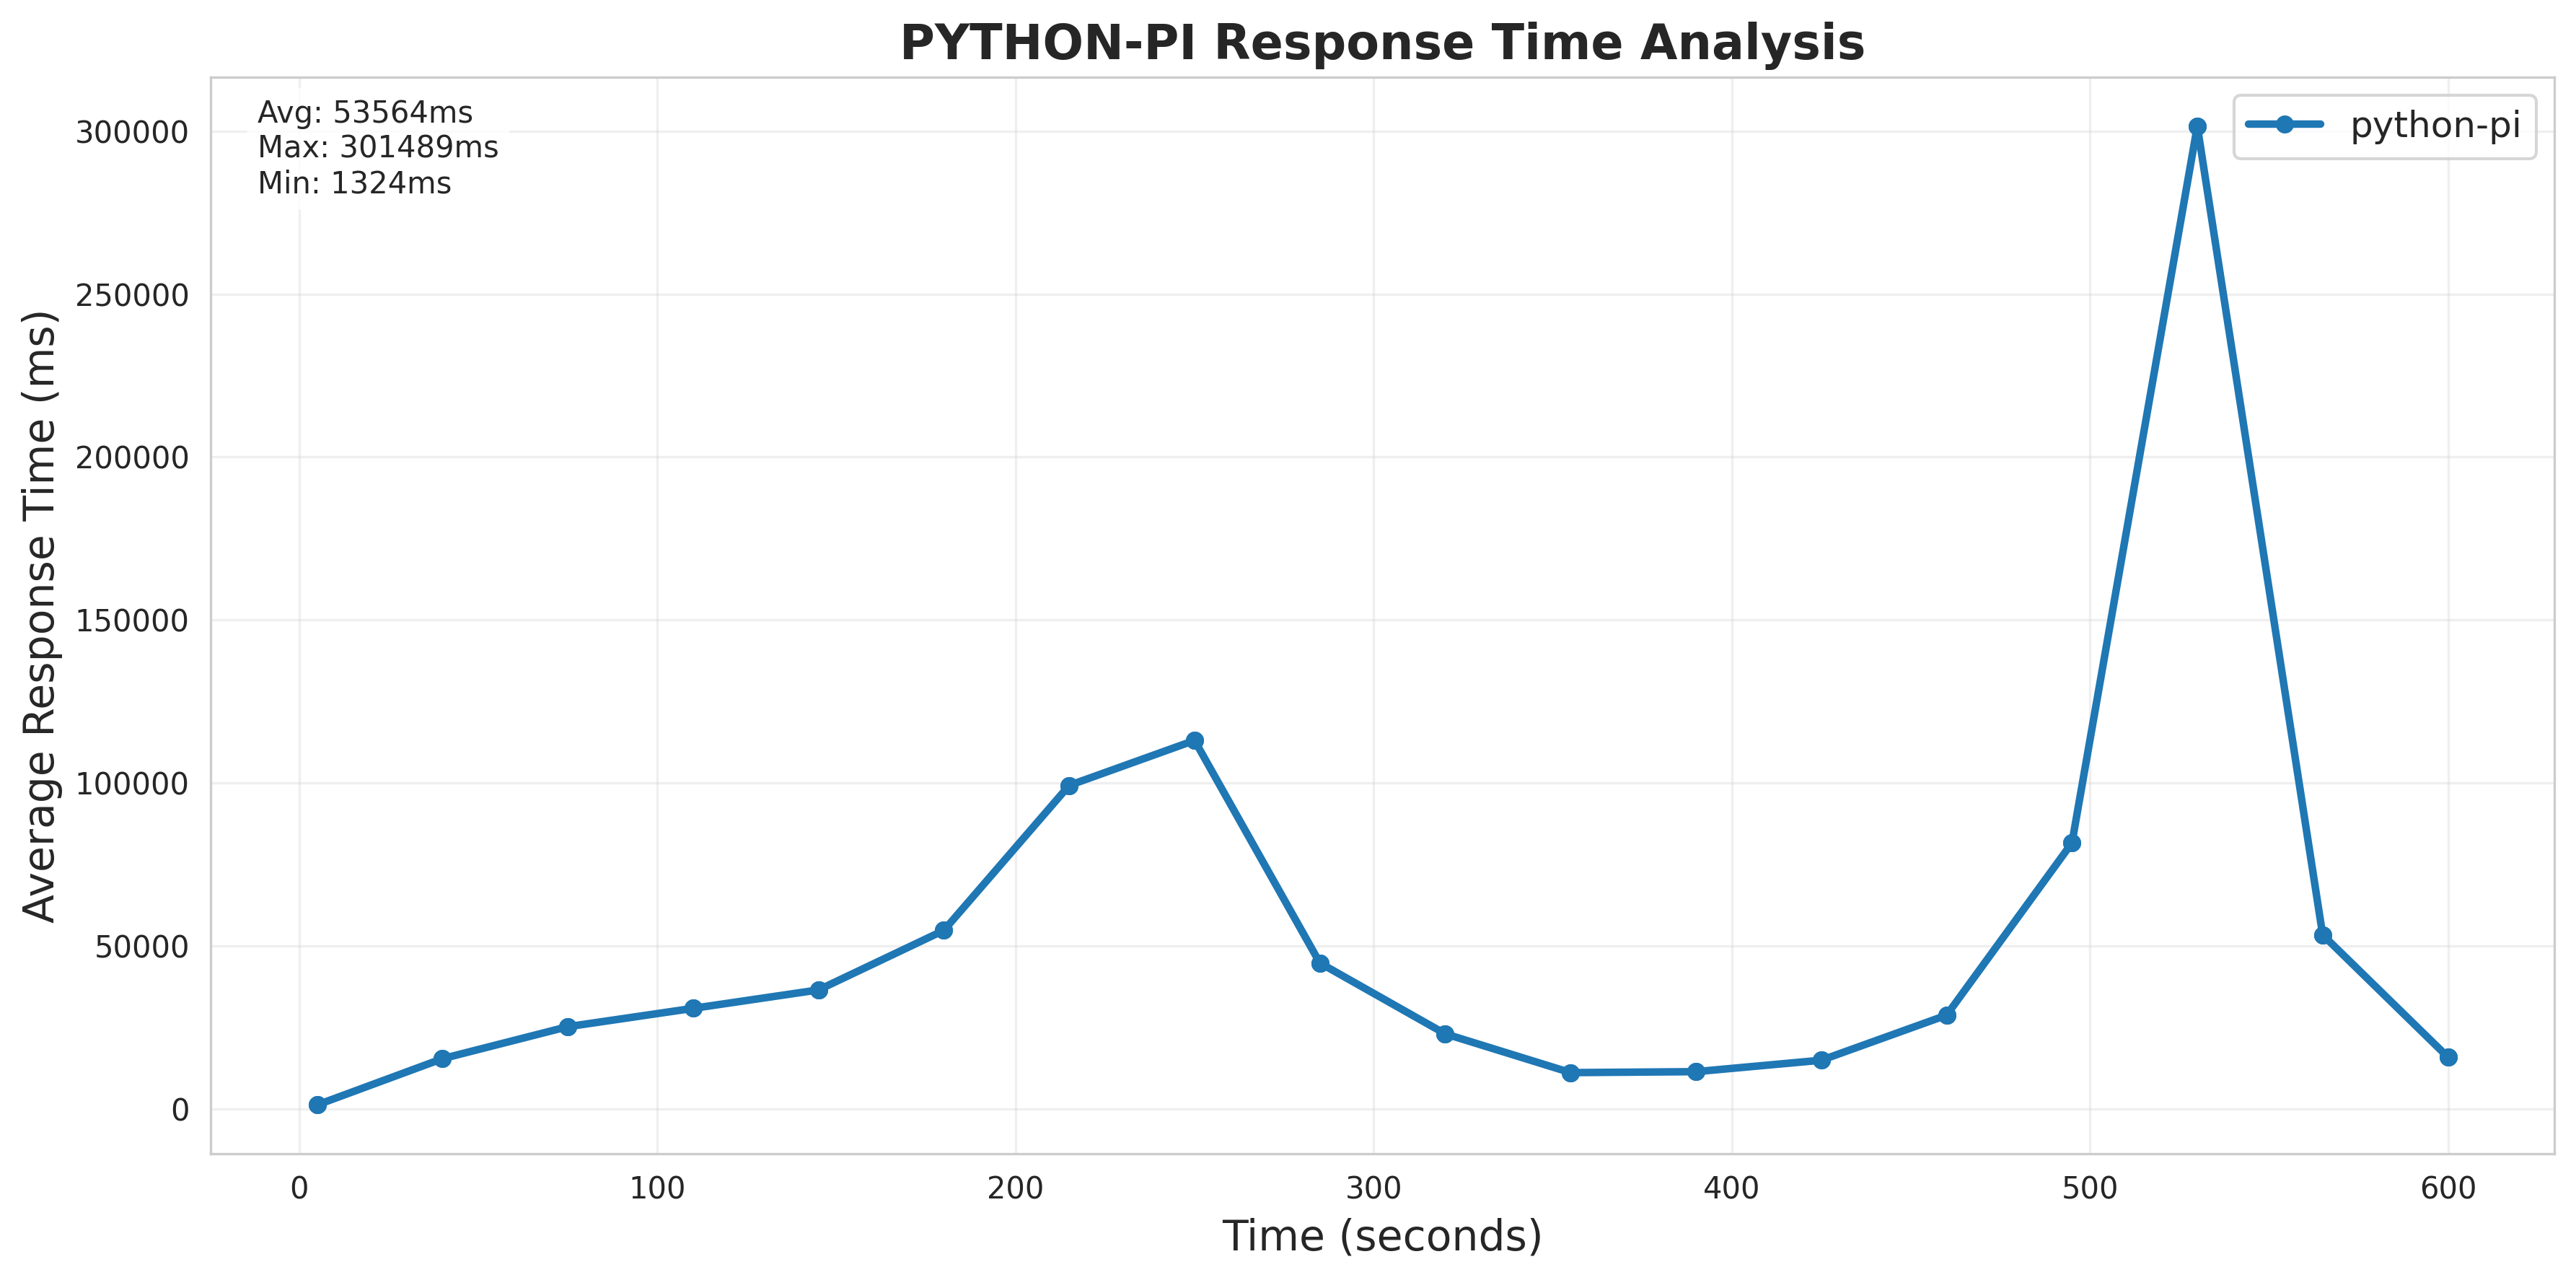 PYTHON-PI Response Time Analysis
Avg: 53564ms
Max: 301489ms
Min: 1324ms
python-pi
Average Response Time (ms)
300000
250000
200000
150000
100000
50000
0
0 100 200 300 400 500 600
Time (seconds)